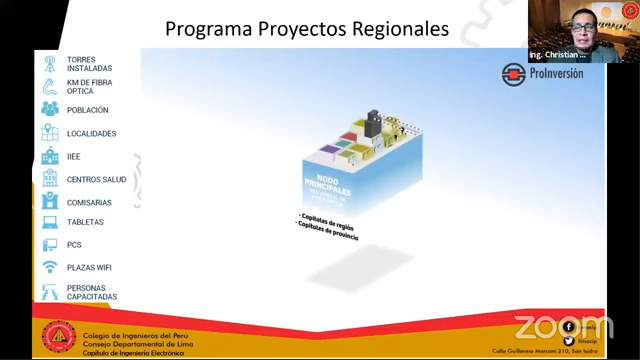 Programa Proyectos Regionales
Ing. Christian ...
ProInversión
TORRES
INSTALADAS
KM DE FIBRA
OPTICA
POBLACIÓN
LOCALIDADES
IIEE
CENTROS SALUD
COMISARIAS
TABLETAS
PCS
PLAZAS WIFI
PERSONAS
CAPACITADAS
NODO
PRINCIPALES
- Capitales de región
- Capitales de provincia
Colegio de Ingenieros del Perú
Consejo Departamental de Lima
Capítulo de Ingeniería Electrónica
zoom
Calle Guillermo Marconi 210, San Isidro